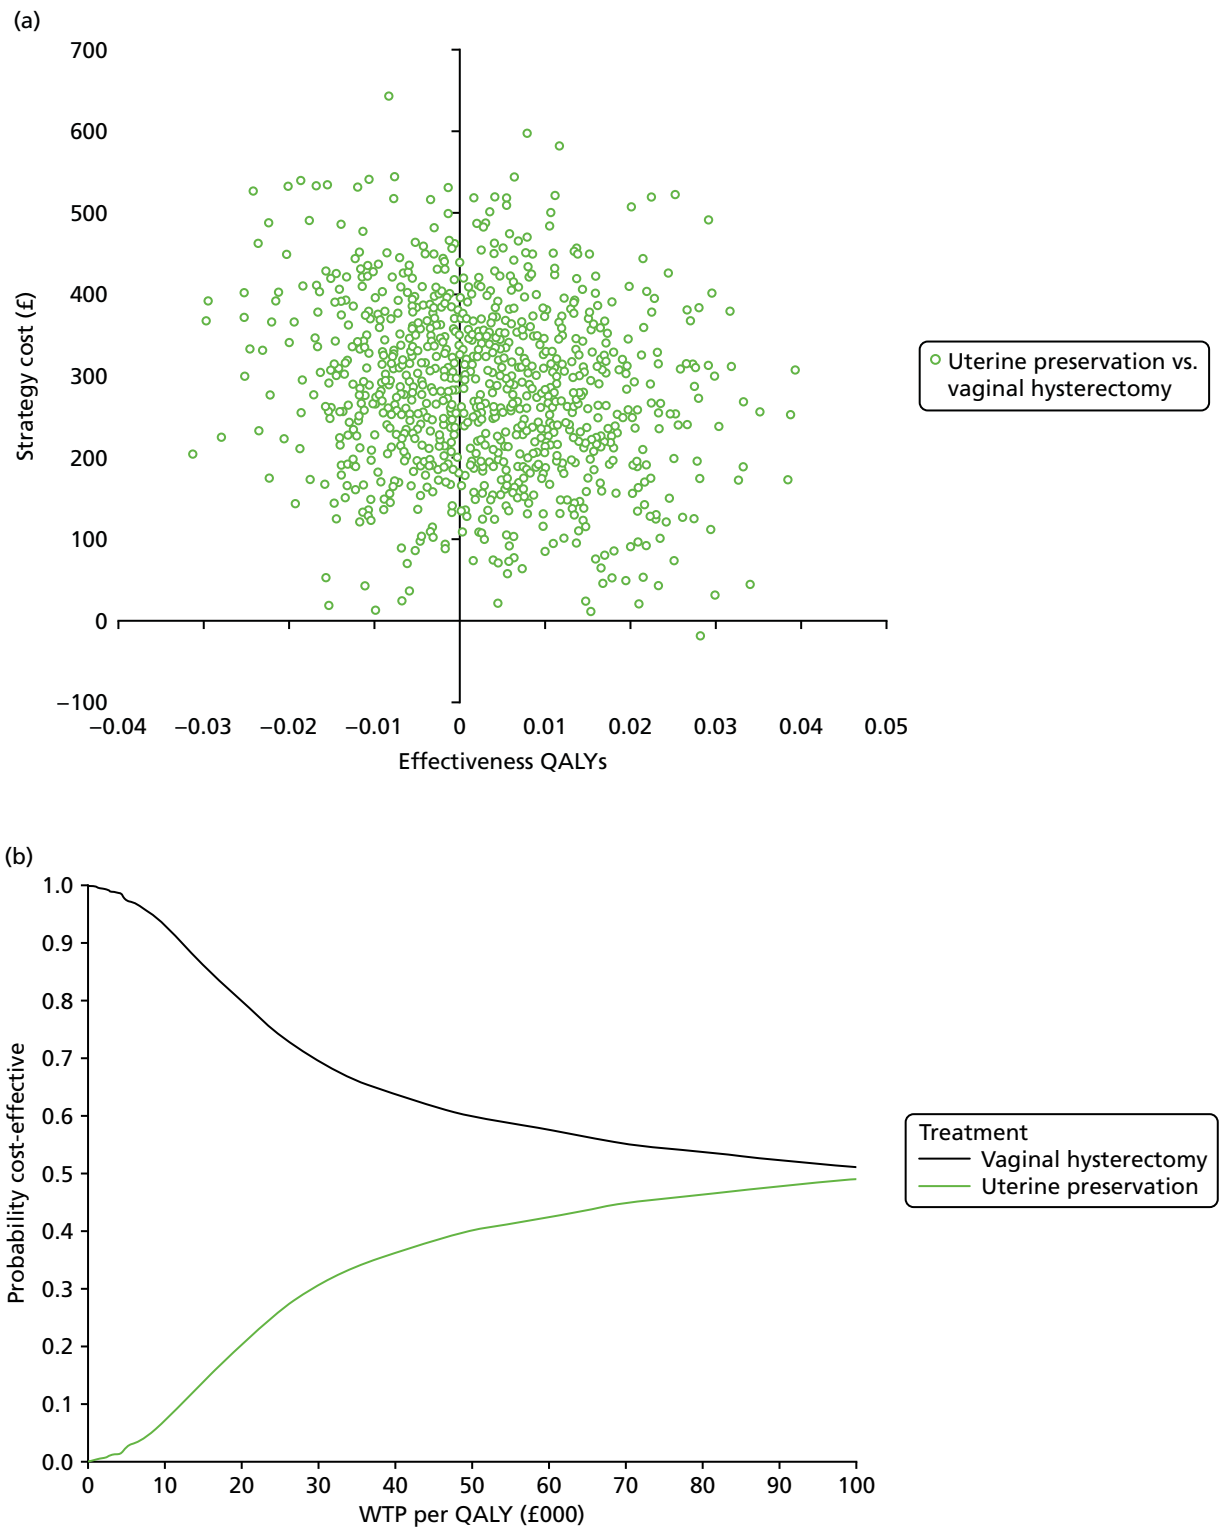 (a)
700
600
500
400
300
200
100
0
−100
Strategy cost (£)
−0.04 −0.03 −0.02 −0.01 0 0.01 0.02 0.03 0.04 0.05
Effectiveness QALYs
Uterine preservation vs.
vaginal hysterectomy
(b)
1.0
0.9
0.8
0.7
0.6
0.5
0.4
0.3
0.2
0.1
0.0
Probability cost-effective
0 10 20 30 40 50 60 70 80 90 100
WTP per QALY (£000)
Treatment
Vaginal hysterectomy
Uterine preservation